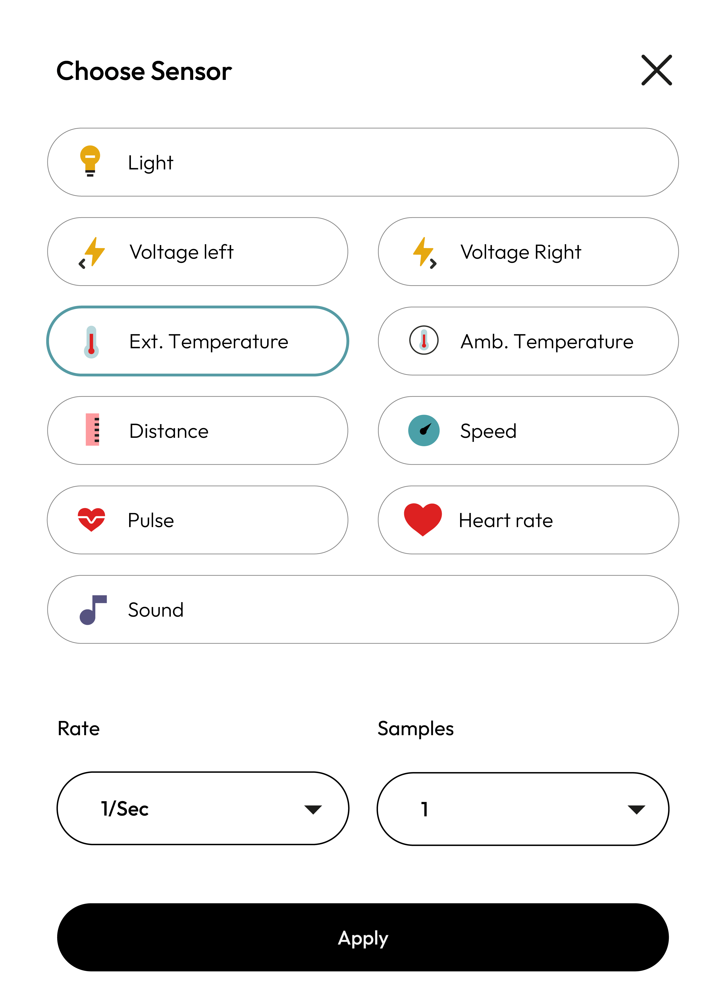 Choose Sensor
Light
Voltage left
Voltage Right
Ext. Temperature
Amb. Temperature
Distance
Speed
Pulse
Heart rate
Sound
Rate
Samples
1/Sec
1
Apply